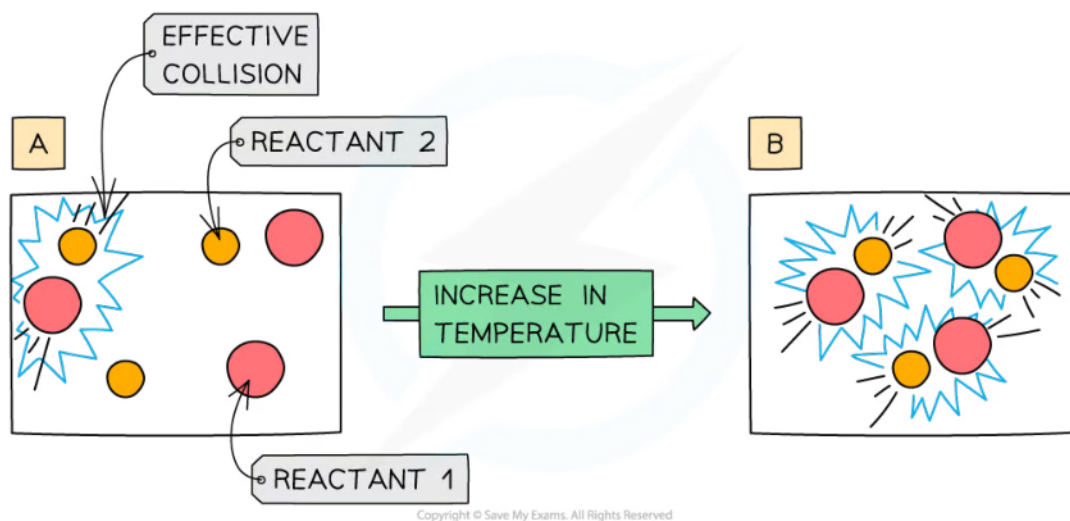 EFFECTIVE
COLLISION
A
REACTANT 2
B
INCREASE IN
TEMPERATURE
REACTANT 1
Copyright © Save My Exams. All Rights Reserved